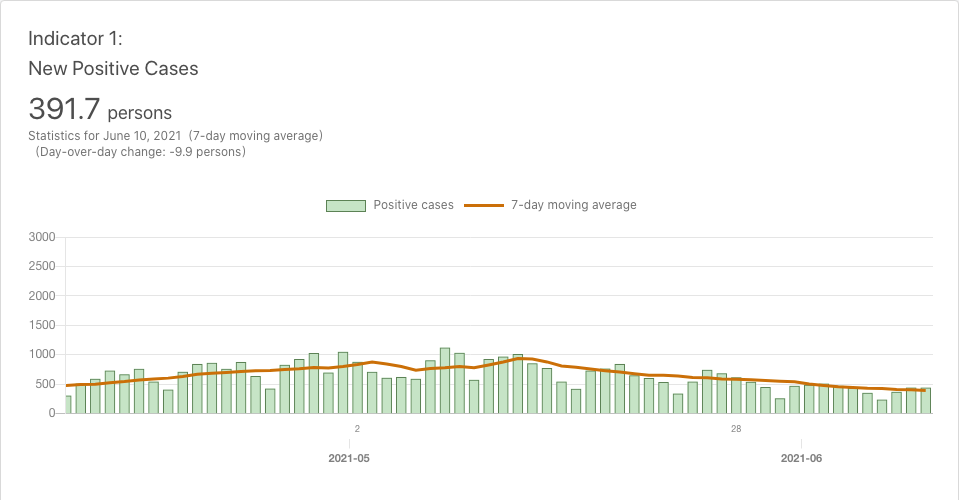 Indicator 1:
New Positive Cases
391.7 persons
Statistics for June 10, 2021 (7-day moving average)
(Day-over-day change: -9.9 persons)
Positive cases 7-day moving average
3000
2500
2000
1500
1000
500
0
2 28
2021-05 2021-06